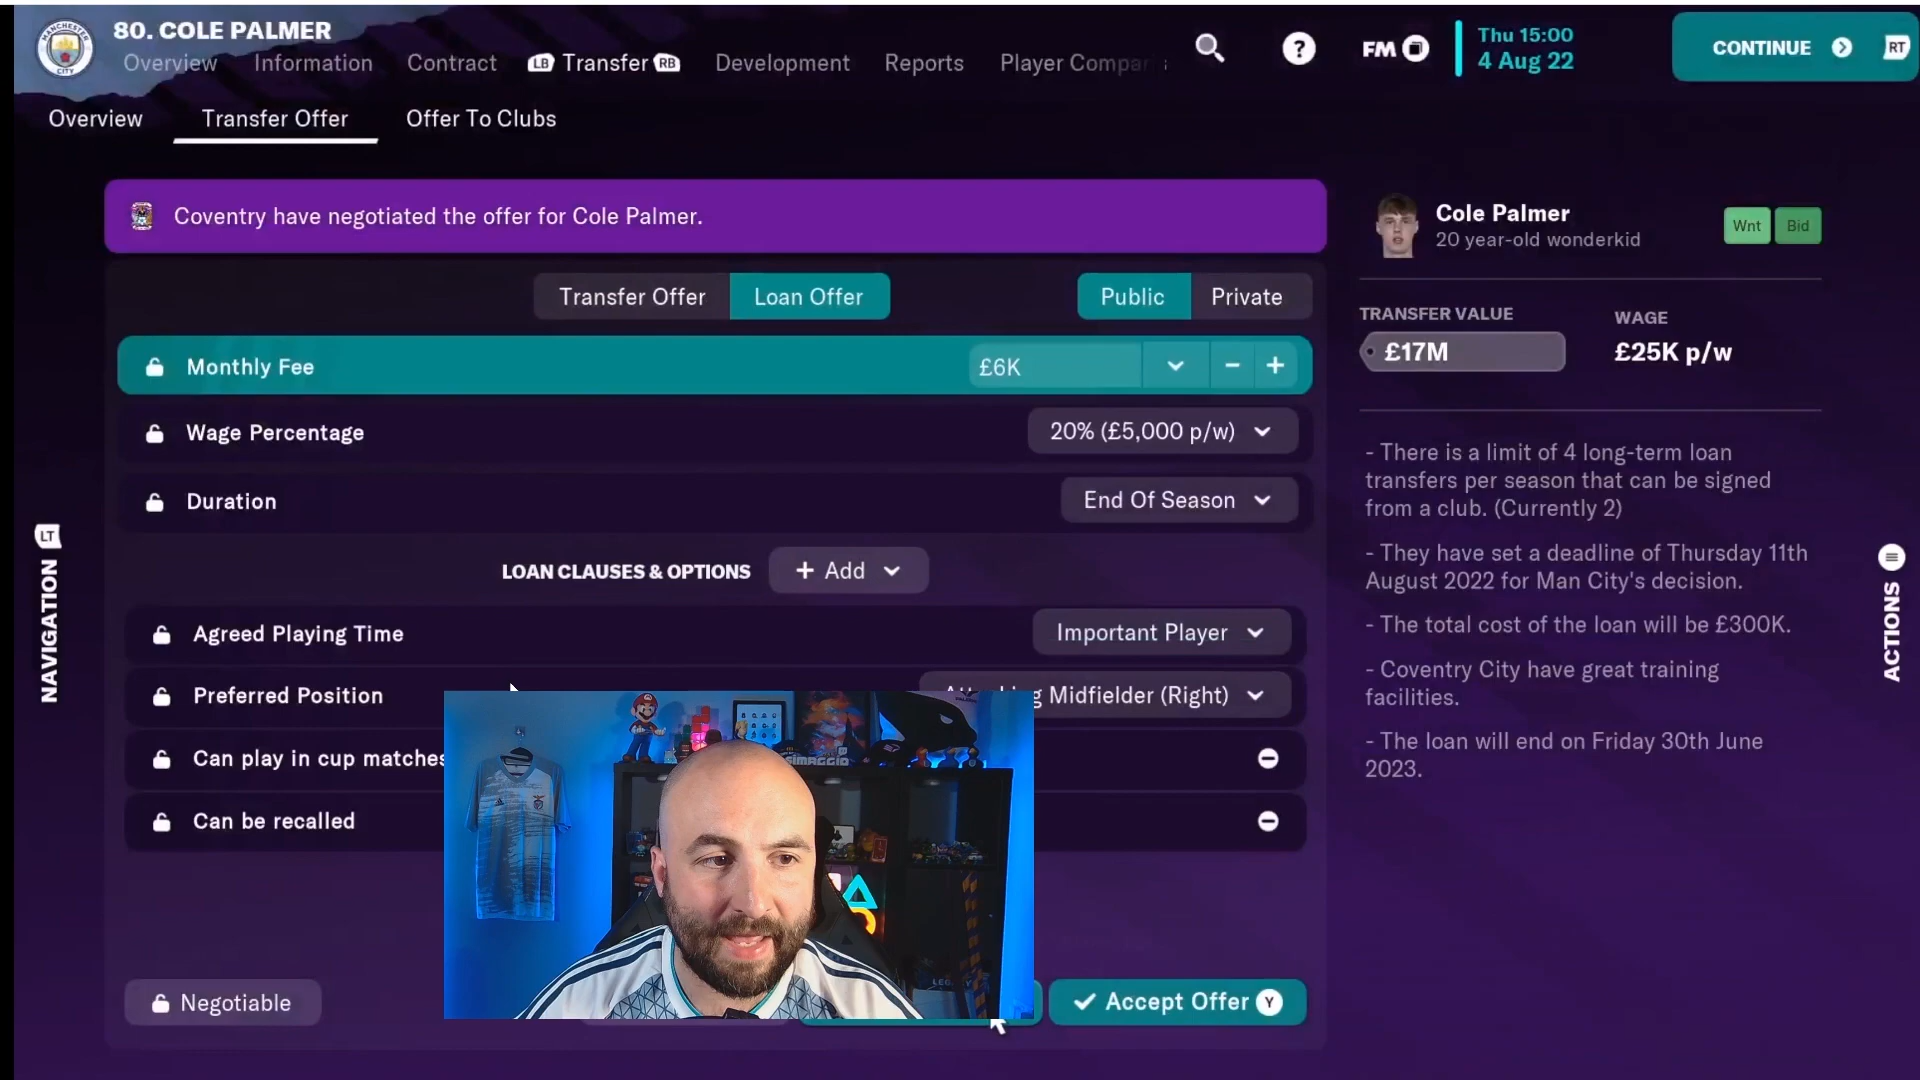 80. COLE PALMER
Overview Information Contract LB Transfer RB Development Reports Player Compar
? FM
Thu 15:00
4 Aug 22
CONTINUE RT
Overview Transfer Offer Offer To Clubs
Coventry have negotiated the offer for Cole Palmer.
Transfer Offer Loan Offer Public Private
Monthly Fee £6K
Wage Percentage 20% (£5,000 p/w)
Duration End Of Season
LOAN CLAUSES & OPTIONS + Add
Agreed Playing Time Important Player
Preferred Position Midfielder (Right)
Can play in cup matches
Can be recalled
Negotiable
Accept Offer Y
Cole Palmer
20 year-old wonderkid
Wnt Bid
TRANSFER VALUE WAGE
£17M £25K p/w
- There is a limit of 4 long-term loan
transfers per season that can be signed
from a club. (Currently 2)
- They have set a deadline of Thursday 11th
August 2022 for Man City's decision.
- The total cost of the loan will be £300K.
- Coventry City have great training
facilities.
- The loan will end on Friday 30th June
2023.
LT
NAVIGATION
ACTIONS
MANCHESTER
CITY